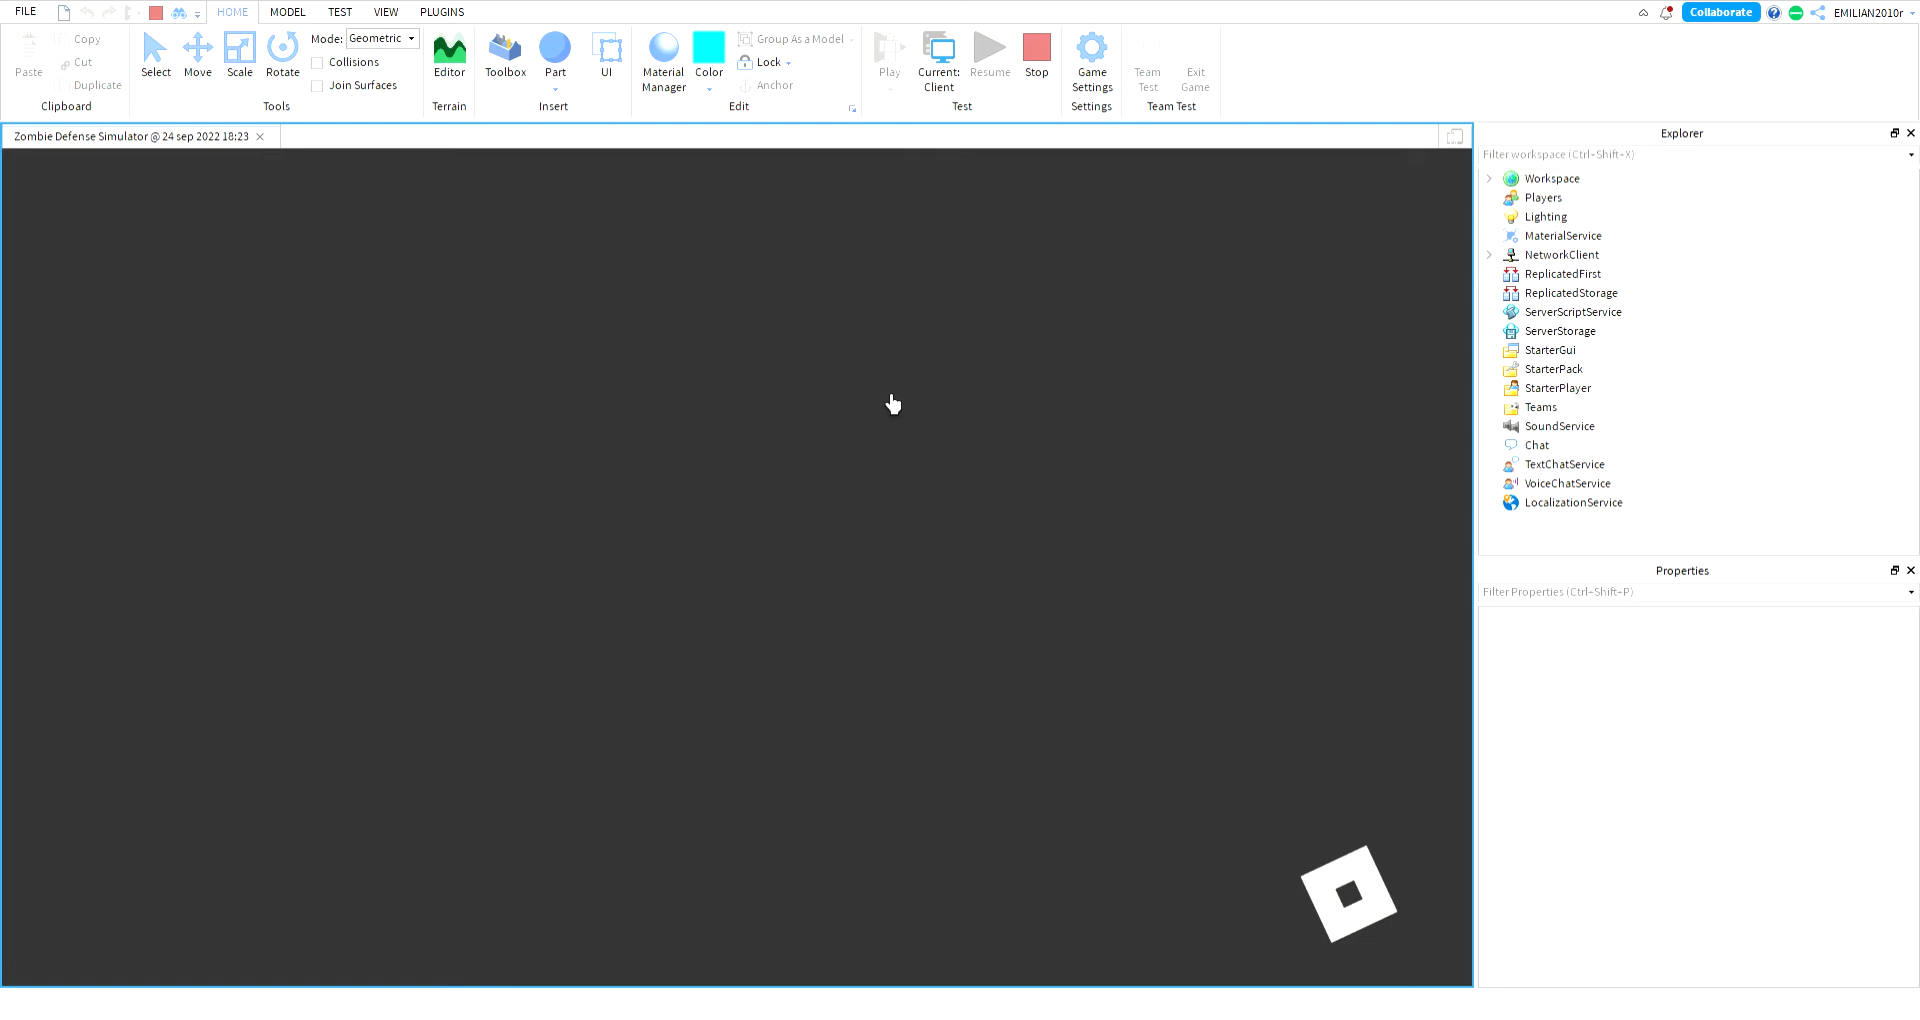 FILE HOME MODEL TEST VIEW PLUGINS Collaborate EMILIAN2010r
Paste
Copy
Cut
Duplicate
Clipboard
Select Move Scale Rotate
Mode: Geometric
Collisions
Join Surfaces
Tools
Editor
Terrain
Toolbox Part UI
Insert
Material Manager
Color
Group As a Model
Lock
Anchor
Edit
Play
Current: Client
Resume
Stop
Test
Game Settings
Settings
Team Test
Exit Game
Team Test
Zombie Defense Simulator @ 24 sep 2022 18:23
Explorer
Filter workspace (Ctrl+Shift+X)
Workspace
Players
Lighting
MaterialService
NetworkClient
ReplicatedFirst
ReplicatedStorage
ServerScriptService
ServerStorage
StarterGui
StarterPack
StarterPlayer
Teams
SoundService
Chat
TextChatService
VoiceChatService
LocalizationService
Properties
Filter Properties (Ctrl+Shift+P)